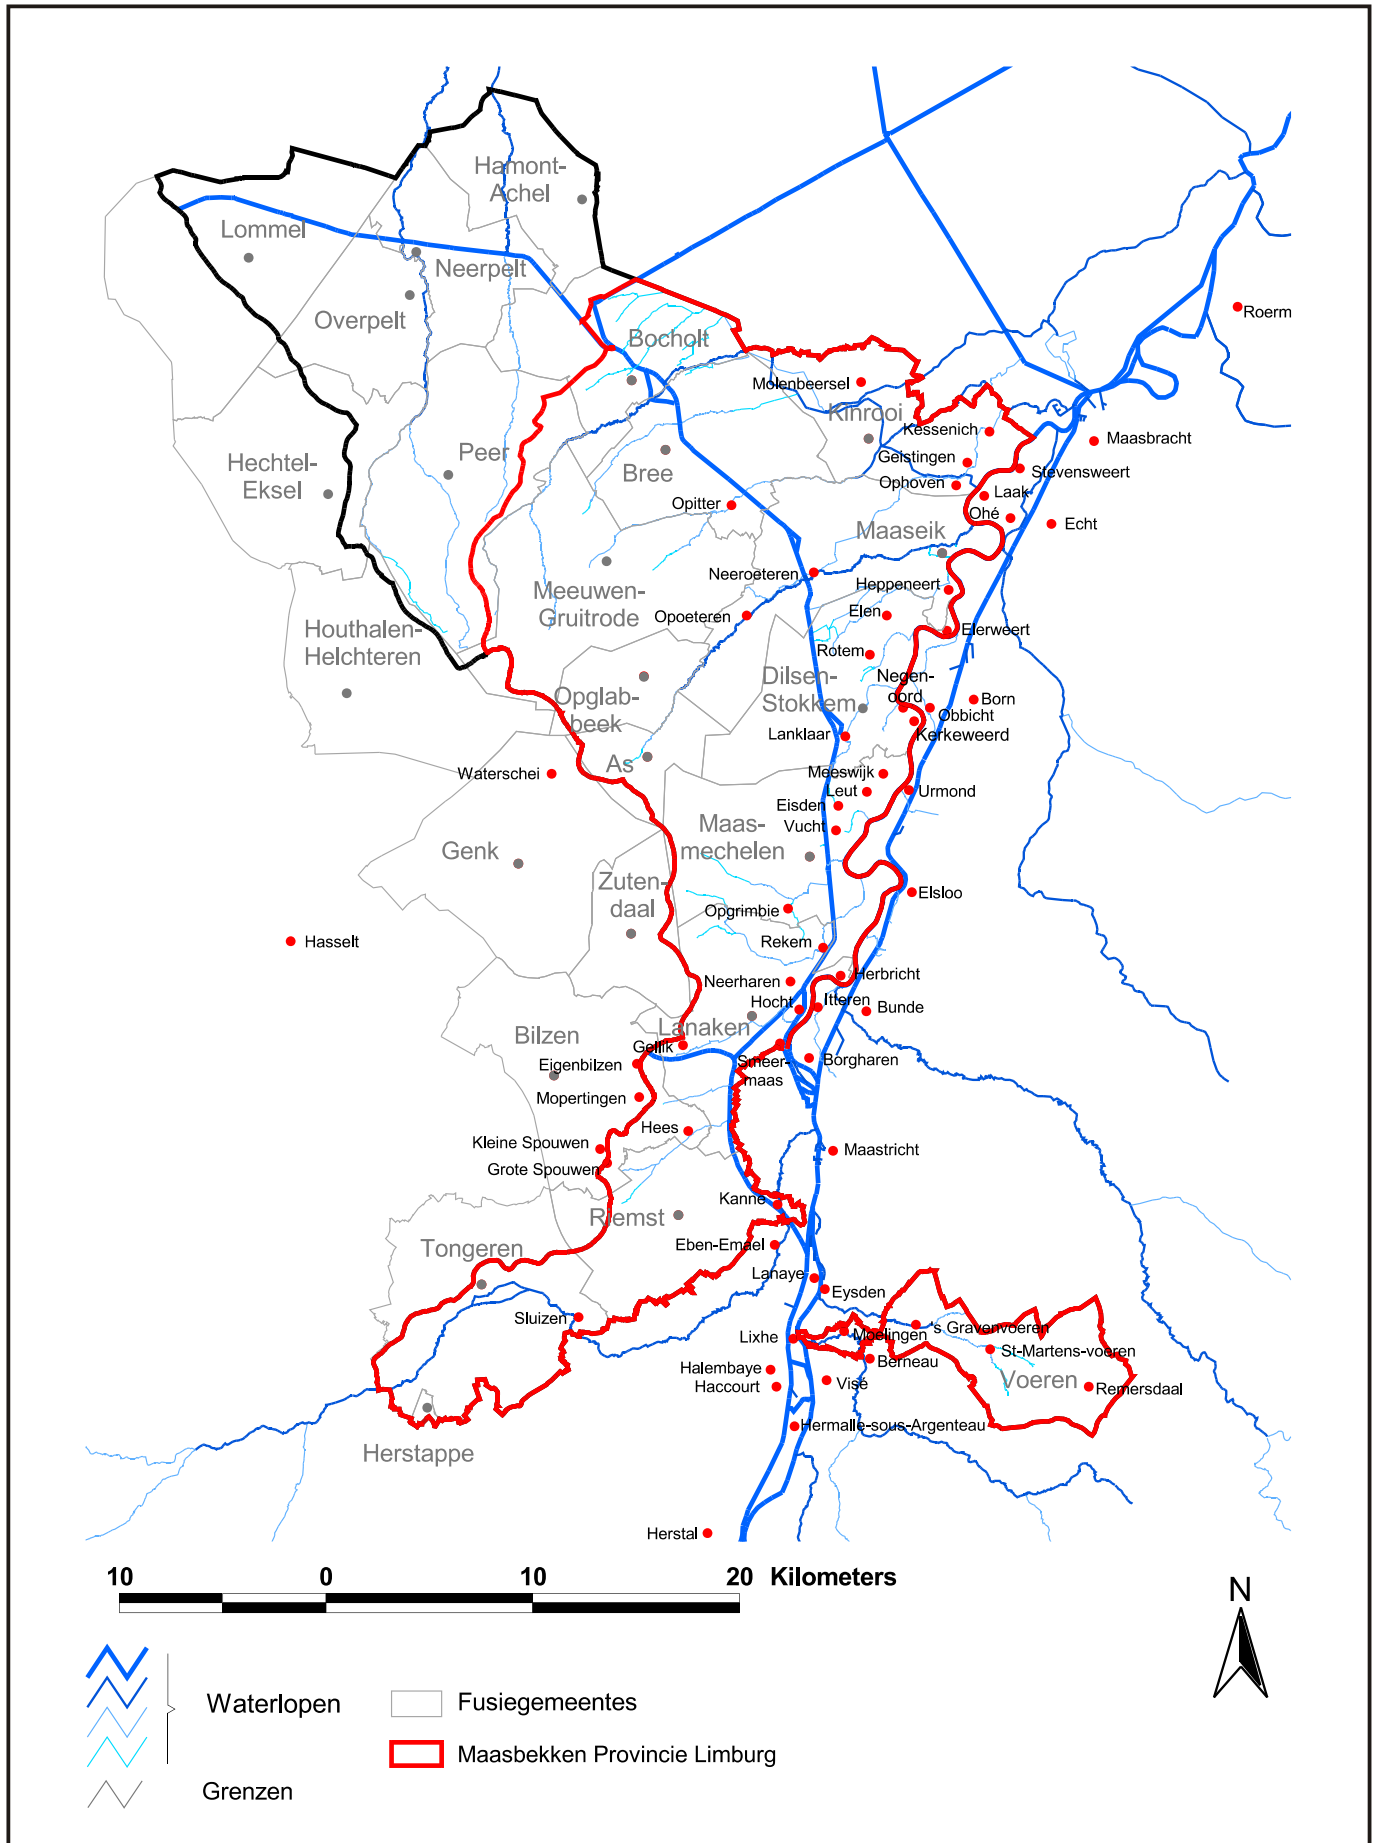 Hamont-
Achel
Lommel
Neerpelt
Overpelt
Roerm
Bocholt
Molenbeersel
Kinrooi
Kessenich
Maasbracht
Peer
Bree
Geistingen
Stevensweert
Hechtel-
Eksel
Ophoven
Laak
Opitter
Ohé
Echt
Maaseik
Neeroeteren
Meeuwen-
Gruitrode
Heppeneert
Opoeteren
Elen
Houthalen-
Helchteren
Elerweert
Rotem
Dilsen-
Stokkem
Negen-
oord
Opglab-
beek
Born
Obbicht
Kerkeweerd
Lanklaar
As
Waterschei
Meeswijk
Leut
Urmond
Eisden
Maas-
mechelen
Vucht
Genk
Zuten-
daal
Elsloo
Opgrimbie
Hasselt
Rekem
Neerharen
Herbricht
Hocht
Itteren
Bunde
Lanaken
Bilzen
Gellik
Eigenbilzen
Smeer-
maas
Borgharen
Mopertingen
Hees
Kleine Spouwen
Maastricht
Grote Spouwen
Kanne
Riemst
Tongeren
Eben-Emael
Lanaye
Eysden
Sluizen
Lixhe
Moelingen
's Gravenvoeren
St-Martens-voeren
Berneau
Halembaye
Visé
Voeren
Haccourt
Remersdaal
Hermalle-sous-Argenteau
Herstappe
Herstal
10 0 10 20 Kilometers
N
Waterlopen
Fusiegemeentes
Maasbekken Provincie Limburg
Grenzen